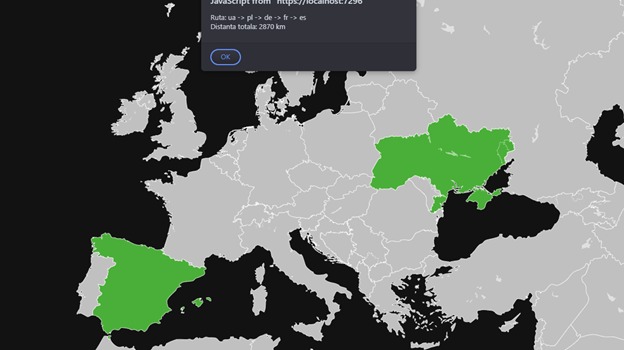 JavaScript from "https://localhost:7296"
Ruta: ua -> pl -> de -> fr -> es
Distanta totala: 2870 km
OK